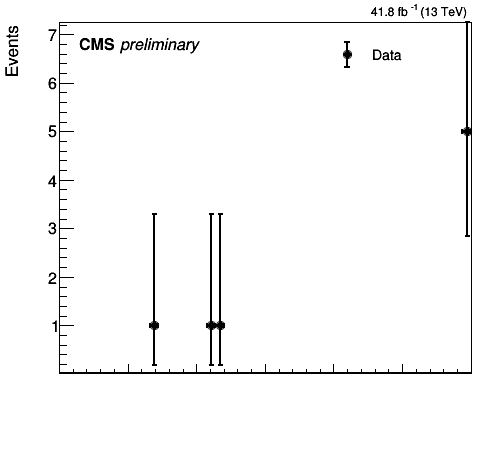 41.8 fb⁻¹ (13 TeV)
Events
CMS preliminary
Data
7
6
5
4
3
2
1